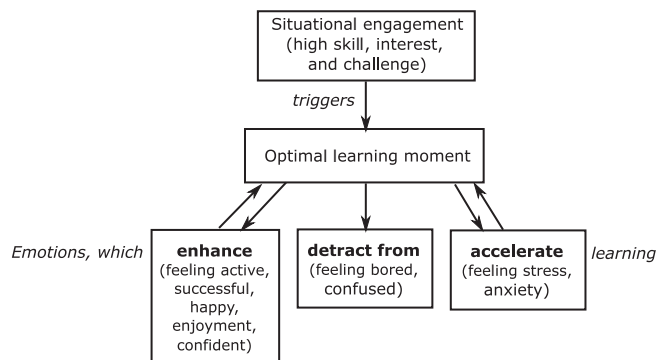 Situational engagement
(high skill, interest,
and challenge)
triggers
Optimal learning moment
Emotions, which
enhance
(feeling active,
successful,
happy,
enjoyment,
confident)
detract from
(feeling bored,
confused)
accelerate
(feeling stress,
anxiety)
learning